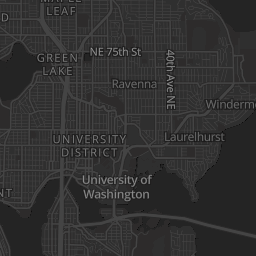 MAPLE
LEAF
D
NE 75th St
GREEN
LAKE
40th Ave NE
Ravenna
Winderme
UNIVERSITY
DISTRICT
Laurelhurst
University of
Washington
NT